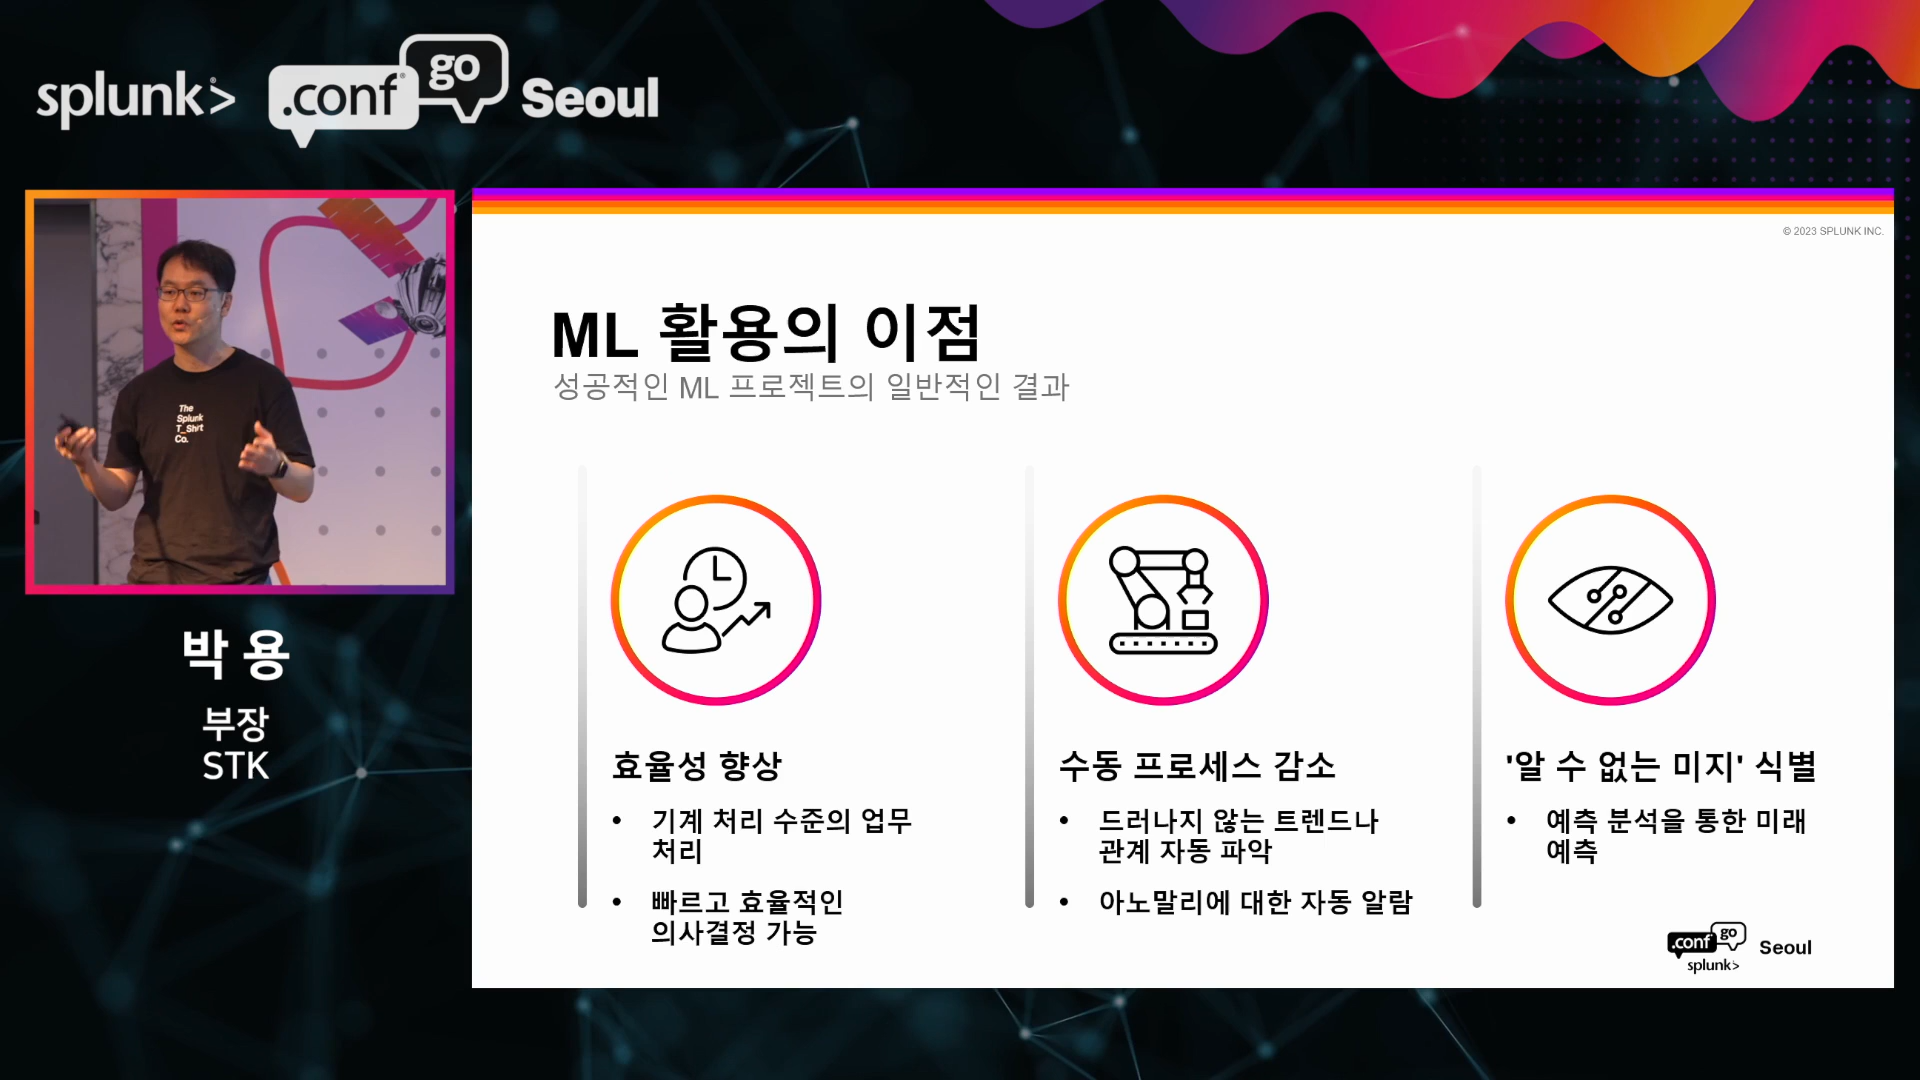 splunk>
.conf go Seoul
The
Splunk
T_Shirt
Co.
박 용
부장
STK
© 2023 SPLUNK INC.
ML 활용의 이점
성공적인 ML 프로젝트의 일반적인 결과
효율성 향상
• 기계 처리 수준의 업무
처리
• 빠르고 효율적인
의사결정 가능
수동 프로세스 감소
• 드러나지 않는 트렌드나
관계 자동 파악
• 아노말리에 대한 자동 알람
'알 수 없는 미지' 식별
• 예측 분석을 통한 미래
예측
.conf go Seoul
splunk>